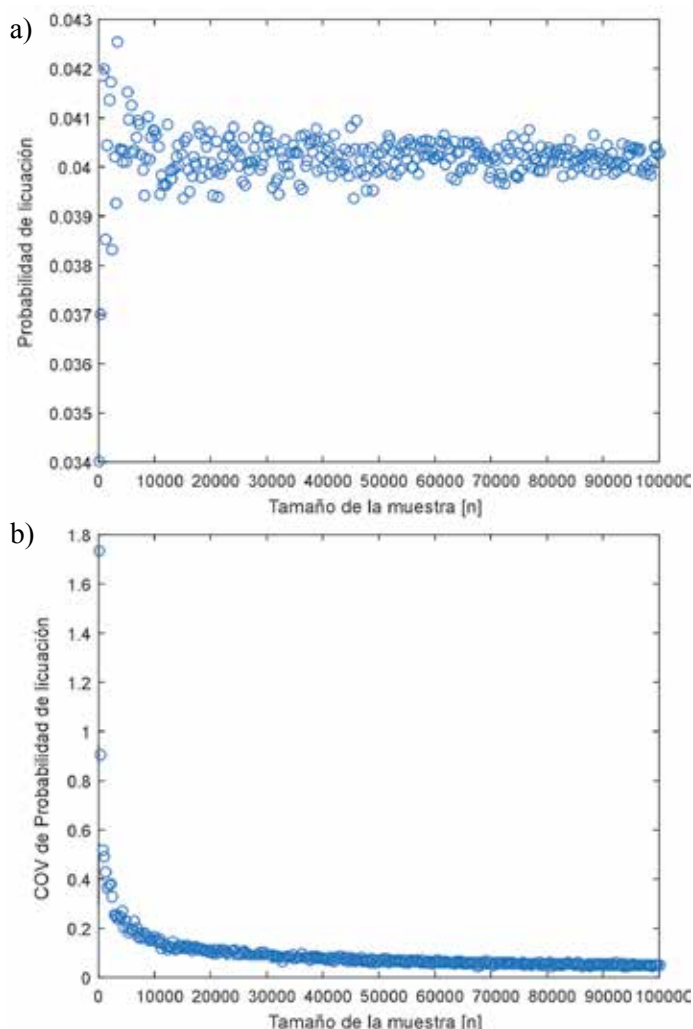 a)
0.043
0.042
0.041
0.04
0.039
0.038
0.037
0.036
0.035
0.034
Probabilidad de licuación
0 10000 20000 30000 40000 50000 60000 70000 80000 90000 100000
Tamaño de la muestra [n]
b)
1.8
1.6
1.4
1.2
1
0.8
0.6
0.4
0.2
0
COV de Probabilidad de licuación
0 10000 20000 30000 40000 50000 60000 70000 80000 90000 100000
Tamaño de la muestra [n]